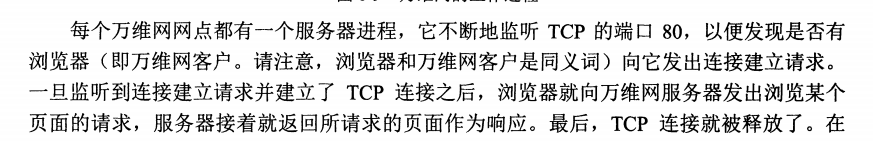 每个万维网网点都有一个服务器进程，它不断地监听 TCP 的端口 80，以便发现是否有
浏览器（即万维网客户。请注意，浏览器和万维网客户是同义词）向它发出连接建立请求。
一旦监听到连接建立请求并建立了 TCP 连接之后，浏览器就向万维网服务器发出浏览某个
页面的请求，服务器接着就返回所请求的页面作为响应。最后，TCP 连接就被释放了。在